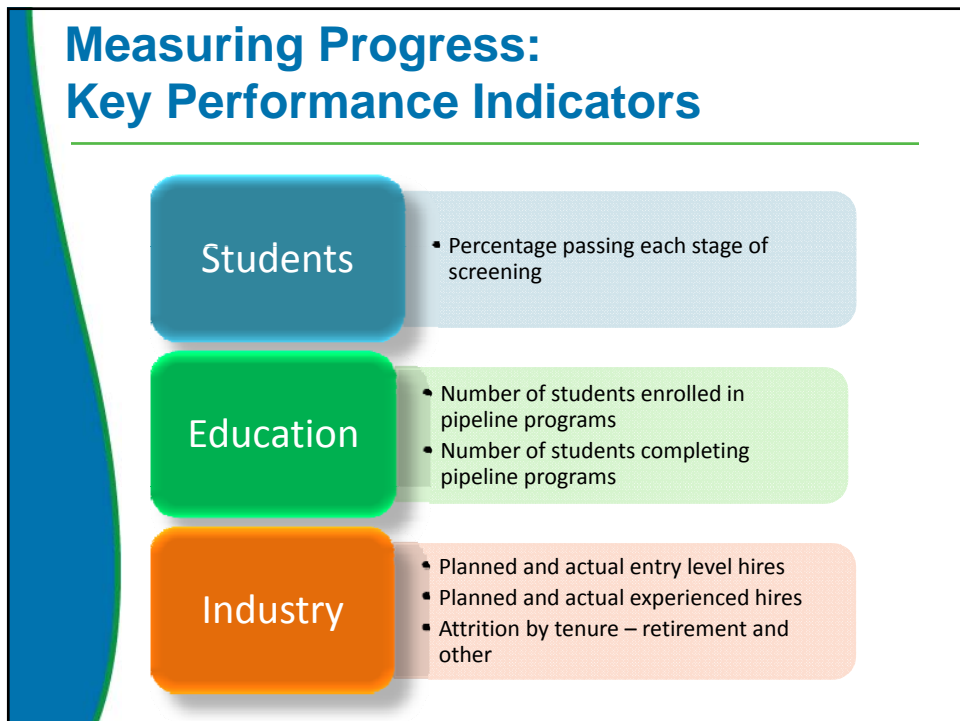 Measuring Progress:
Key Performance Indicators
Students
• Percentage passing each stage of
screening
Education
• Number of students enrolled in
pipeline programs
• Number of students completing
pipeline programs
Industry
• Planned and actual entry level hires
• Planned and actual experienced hires
• Attrition by tenure – retirement and
other